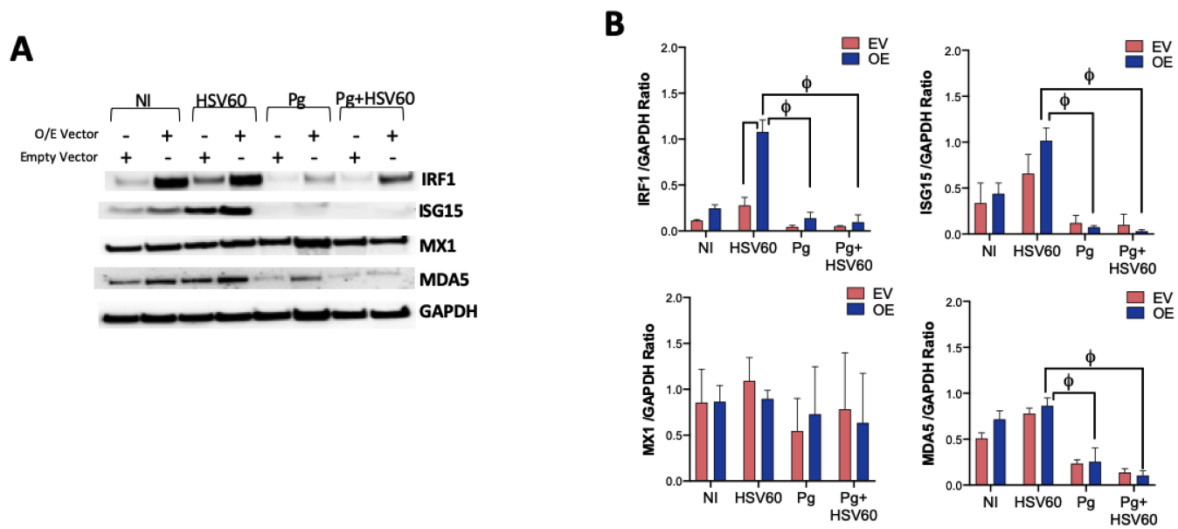 A
NI HSV60 Pg Pg+HSV60
O/E Vector - + - + - + - +
Empty Vector + - + - + - + -
IRF1
ISG15
MX1
MDA5
GAPDH
B
EV
OE
IRF1 /GAPDH Ratio
2.0
1.5
1.0
0.5
0.0
ϕ
ϕ
NI HSV60 Pg Pg+
HSV60
EV
OE
ISG15 /GAPDH Ratio
2.0
1.5
1.0
0.5
0.0
ϕ
ϕ
NI HSV60 Pg Pg+
HSV60
EV
OE
MX1 /GAPDH Ratio
2.0
1.5
1.0
0.5
0.0
NI HSV60 Pg Pg+
HSV60
EV
OE
MDA5 /GAPDH Ratio
2.0
1.5
1.0
0.5
0.0
ϕ
ϕ
NI HSV60 Pg Pg+
HSV60